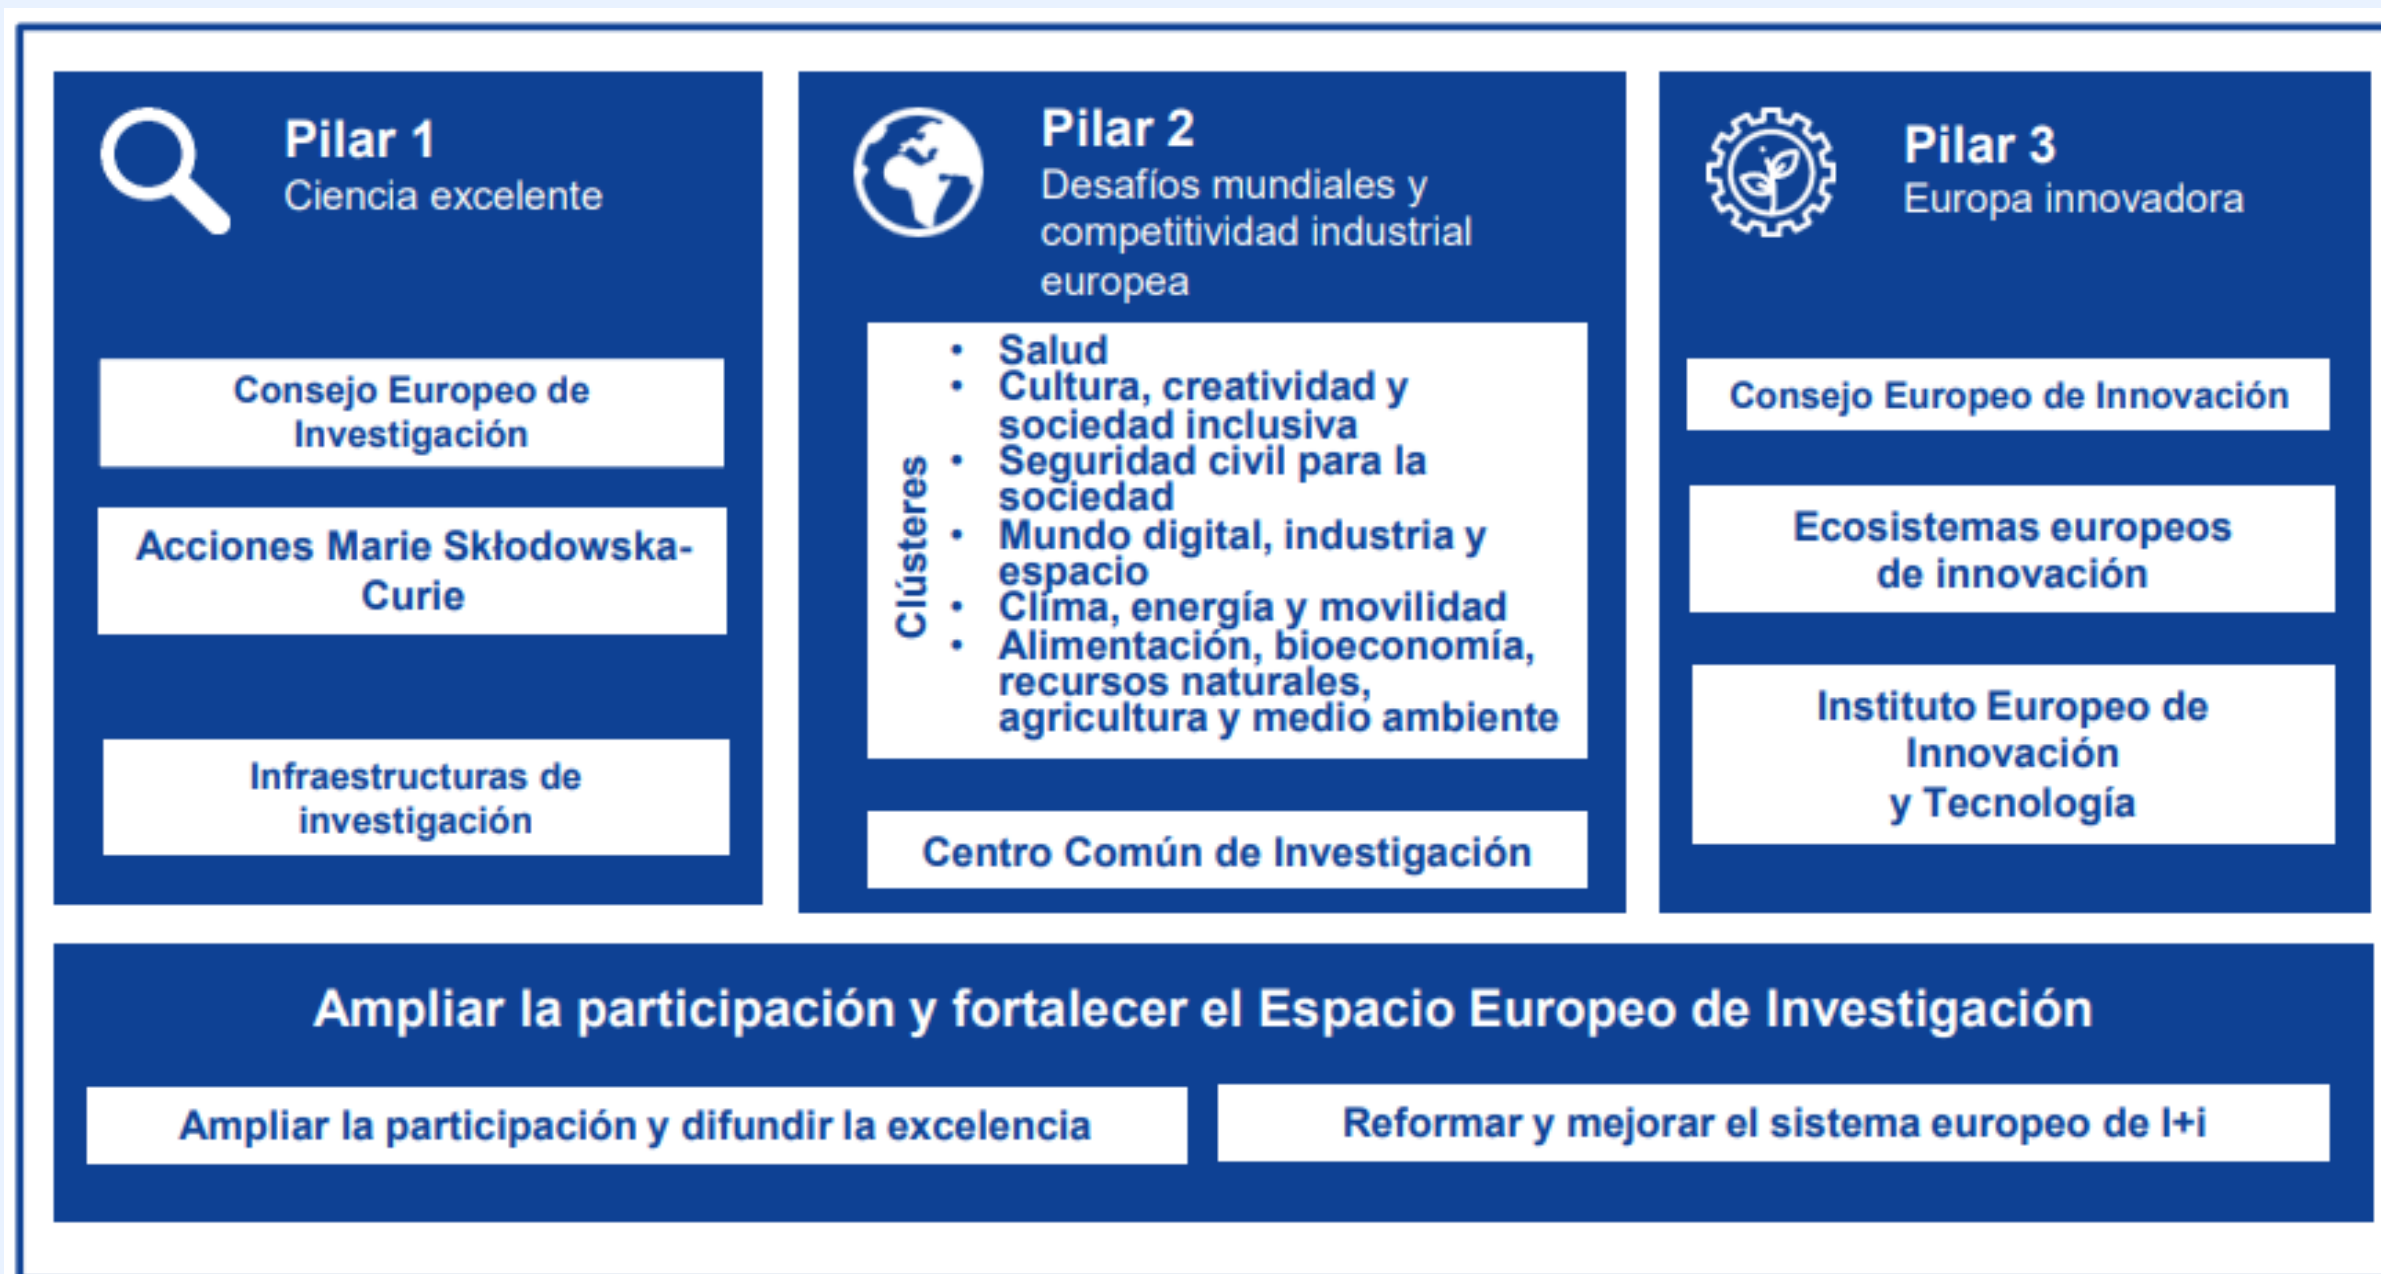 Pilar 1
Ciencia excelente
Consejo Europeo de
Investigación
Acciones Marie Skłodowska-
Curie
Infraestructuras de
investigación
Pilar 2
Desafíos mundiales y
competitividad industrial
europea
Clústeres
• Salud
• Cultura, creatividad y
sociedad inclusiva
• Seguridad civil para la
sociedad
• Mundo digital, industria y
espacio
• Clima, energía y movilidad
• Alimentación, bioeconomía,
recursos naturales,
agricultura y medio ambiente
Centro Común de Investigación
Pilar 3
Europa innovadora
Consejo Europeo de Innovación
Ecosistemas europeos
de innovación
Instituto Europeo de
Innovación
y Tecnología
Ampliar la participación y fortalecer el Espacio Europeo de Investigación
Ampliar la participación y difundir la excelencia
Reformar y mejorar el sistema europeo de I+i